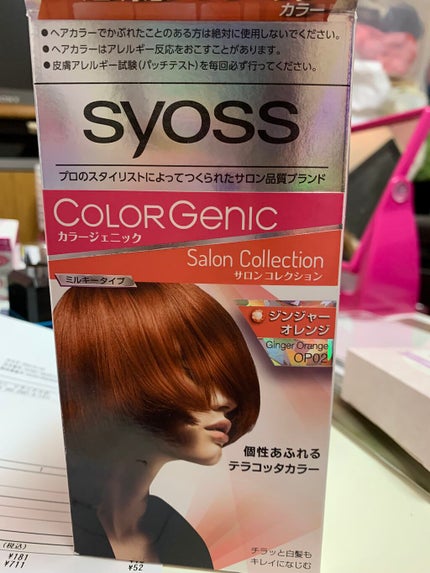 カラー
●ヘアカラーでかぶれたことのある方は絶対に使用しないでください。
●ヘアカラーはアレルギー反応をおこすことがあります。
●皮膚アレルギー試験(パッチテスト)を毎回必ず行ってください。
syoss
プロのスタイリストによってつくられたサロン品質ブランド
COLORGENIC
カラージェニック
Salon Collection
サロンコレクション
ミルキータイプ
ジンジャー
オレンジ
Ginger Orange
OP02
個性あふれる
テラコッタカラー
チラッと白髪も
キレイになじむ
(税込)
¥181
¥711
¥52